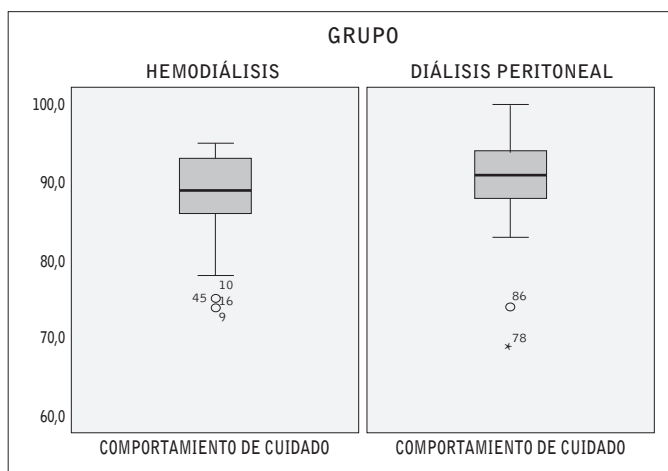 GRUPO
HEMODIÁLISIS
DIÁLISIS PERITONEAL
100,0
90,0
80,0
70,0
60,0
10
45
16
9
86
78
COMPORTAMIENTO DE CUIDADO
COMPORTAMIENTO DE CUIDADO